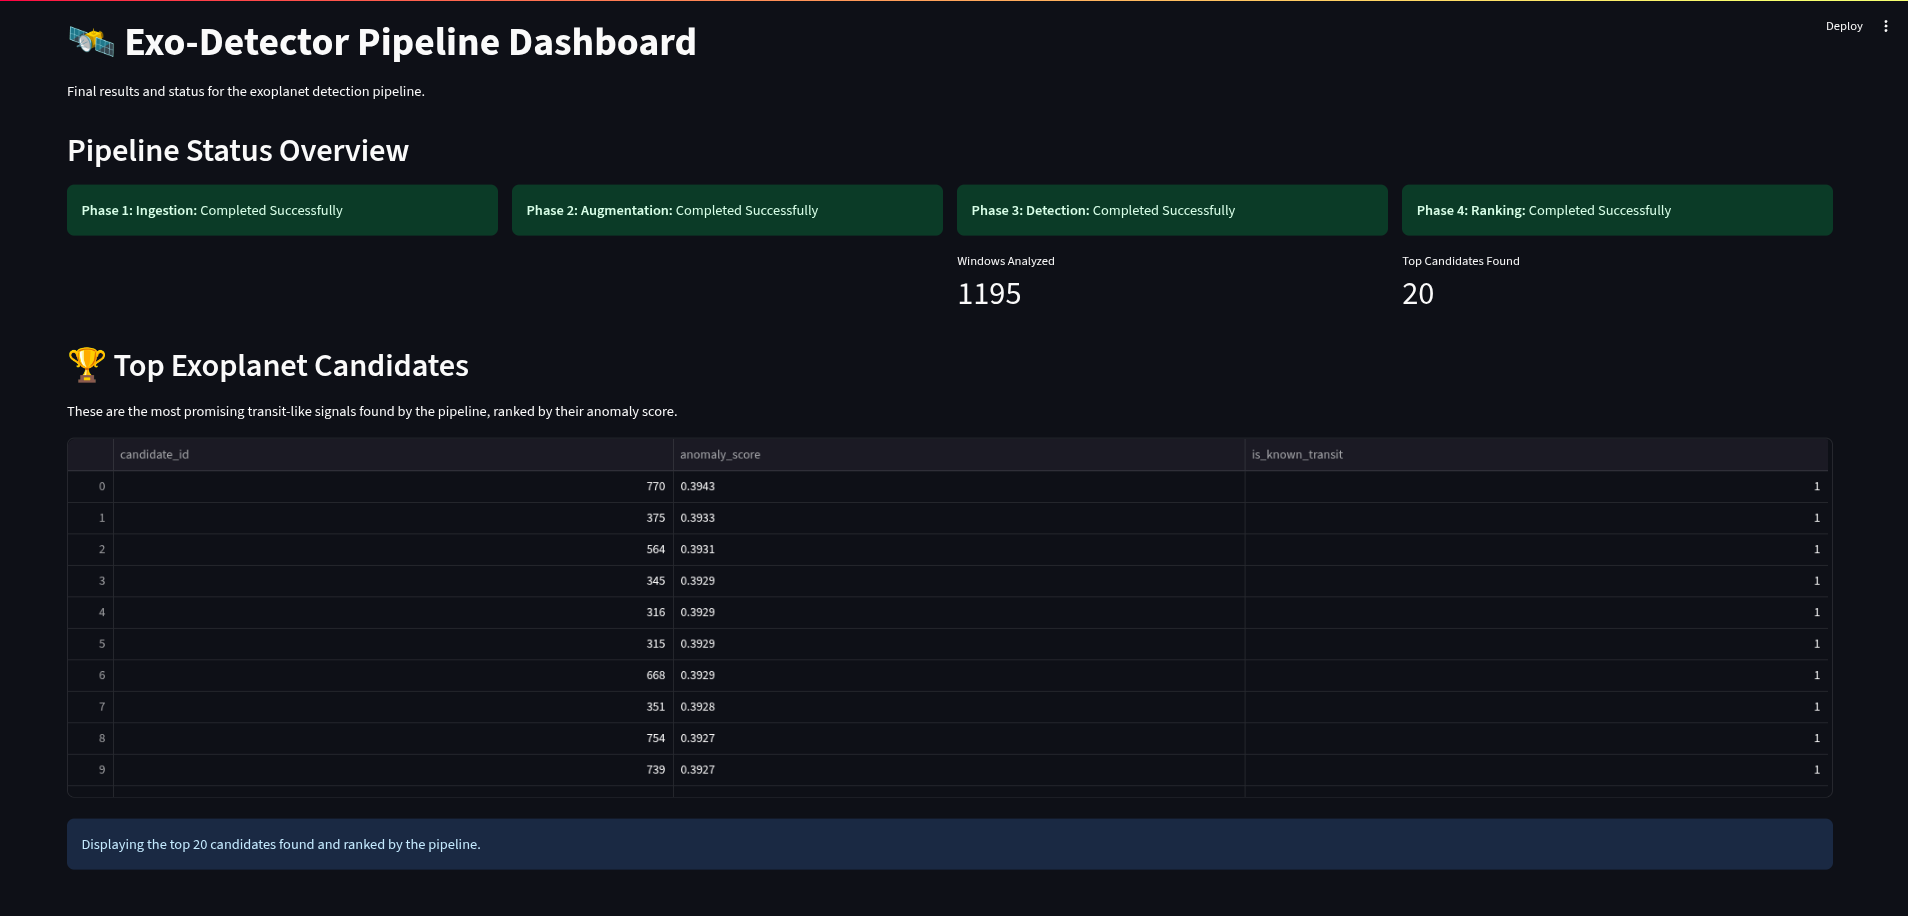 Deploy
Exo-Detector Pipeline Dashboard
Final results and status for the exoplanet detection pipeline.
Pipeline Status Overview
Phase 1: Ingestion: Completed Successfully
Phase 2: Augmentation: Completed Successfully
Phase 3: Detection: Completed Successfully
Phase 4: Ranking: Completed Successfully
Windows Analyzed
1195
Top Candidates Found
20
Top Exoplanet Candidates
These are the most promising transit-like signals found by the pipeline, ranked by their anomaly score.
candidate_id anomaly_score is_known_transit
0 770 0.3943 1
1 375 0.3933 1
2 564 0.3931 1
3 345 0.3929 1
4 316 0.3929 1
5 315 0.3929 1
6 668 0.3929 1
7 351 0.3928 1
8 754 0.3927 1
9 739 0.3927 1
Displaying the top 20 candidates found and ranked by the pipeline.